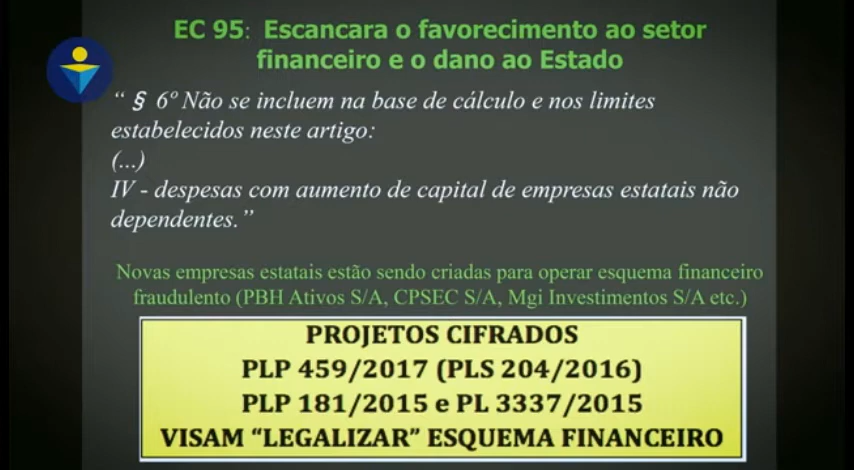 EC 95: Escancara o favorecimento ao setor
financeiro e o dano ao Estado
“ § 6º Não se incluem na base de cálculo e nos limites
estabelecidos neste artigo:
(...)
IV - despesas com aumento de capital de empresas estatais não
dependentes.”
Novas empresas estatais estão sendo criadas para operar esquema financeiro
fraudulento (PBH Ativos S/A, CPSEC S/A, Mgi Investimentos S/A etc.)
PROJETOS CIFRADOS
PLP 459/2017 (PLS 204/2016)
PLP 181/2015 e PL 3337/2015
VISAM “LEGALIZAR” ESQUEMA FINANCEIRO